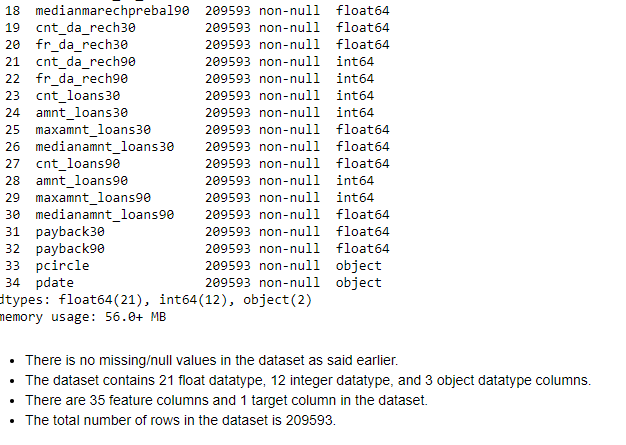 18 medianmarechprebal90 209593 non-null float64
19 cnt_da_rech30 209593 non-null float64
20 fr_da_rech30 209593 non-null float64
21 cnt_da_rech90 209593 non-null int64
22 fr_da_rech90 209593 non-null int64
23 cnt_loans30 209593 non-null int64
24 amnt_loans30 209593 non-null int64
25 maxamnt_loans30 209593 non-null float64
26 medianamnt_loans30 209593 non-null float64
27 cnt_loans90 209593 non-null float64
28 amnt_loans90 209593 non-null int64
29 maxamnt_loans90 209593 non-null int64
30 medianamnt_loans90 209593 non-null float64
31 payback30 209593 non-null float64
32 payback90 209593 non-null float64
33 pcircle 209593 non-null object
34 pdate 209593 non-null object
dtypes: float64(21), int64(12), object(2)
memory usage: 56.0+ MB
• There is no missing/null values in the dataset as said earlier.
• The dataset contains 21 float datatype, 12 integer datatype, and 3 object datatype columns.
• There are 35 feature columns and 1 target column in the dataset.
• The total number of rows in the dataset is 209593.